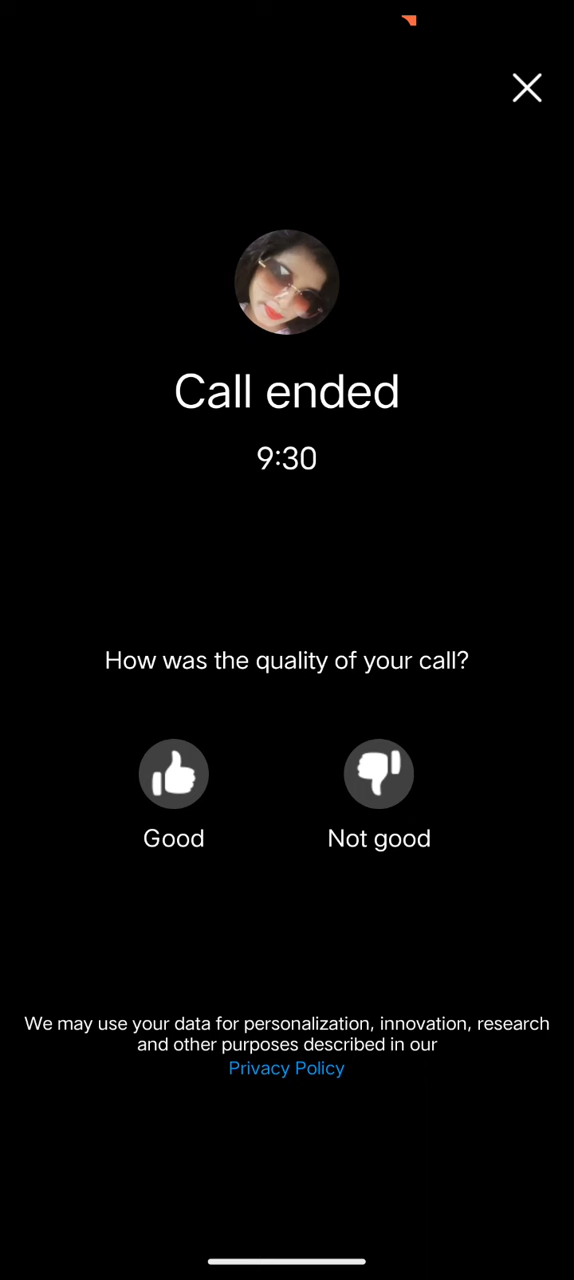 Call ended
9:30
How was the quality of your call?
Good
Not good
We may use your data for personalization, innovation, research
and other purposes described in our
Privacy Policy